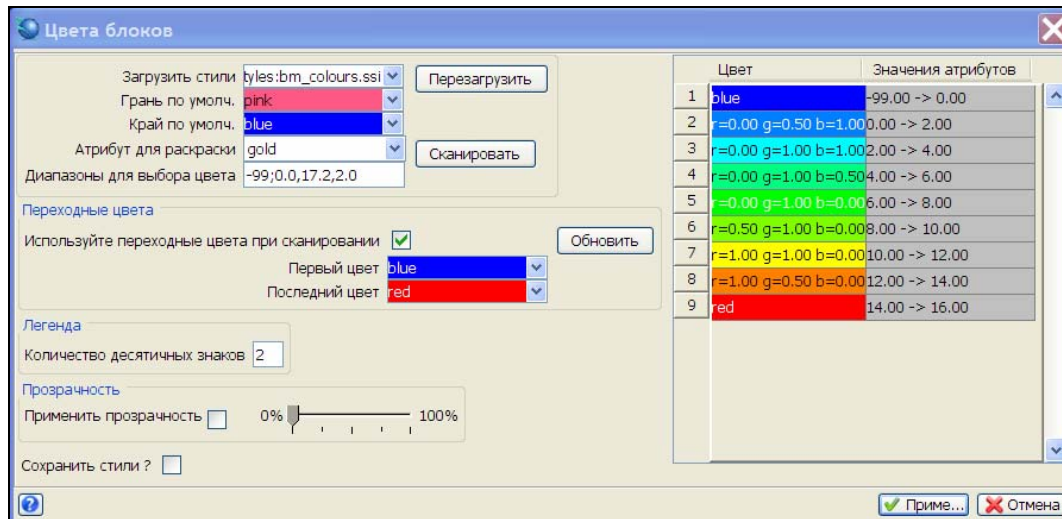 Цвета блоков
Загрузить стили tyles:bm_colours.ssi Перезагрузить
Грань по умолч. pink
Край по умолч. blue
Атрибут для раскраски gold Сканировать
Диапазоны для выбора цвета -99;0.0,17.2,2.0
Переходные цвета
Используйте переходные цвета при сканировании Обновить
Первый цвет blue
Последний цвет red
Легенда
Количество десятичных знаков 2
Прозрачность
Применить прозрачность 0% 100%
Сохранить стили ?
Цвет Значения атрибутов
1 blue -99.00 -> 0.00
2 r=0.00 g=0.50 b=1.00 0.00 -> 2.00
3 r=0.00 g=1.00 b=1.00 2.00 -> 4.00
4 r=0.00 g=1.00 b=0.50 4.00 -> 6.00
5 r=0.00 g=1.00 b=0.00 6.00 -> 8.00
6 r=0.50 g=1.00 b=0.00 8.00 -> 10.00
7 r=1.00 g=1.00 b=0.00 10.00 -> 12.00
8 r=1.00 g=0.50 b=0.00 12.00 -> 14.00
9 red 14.00 -> 16.00
? Приме... Отмена